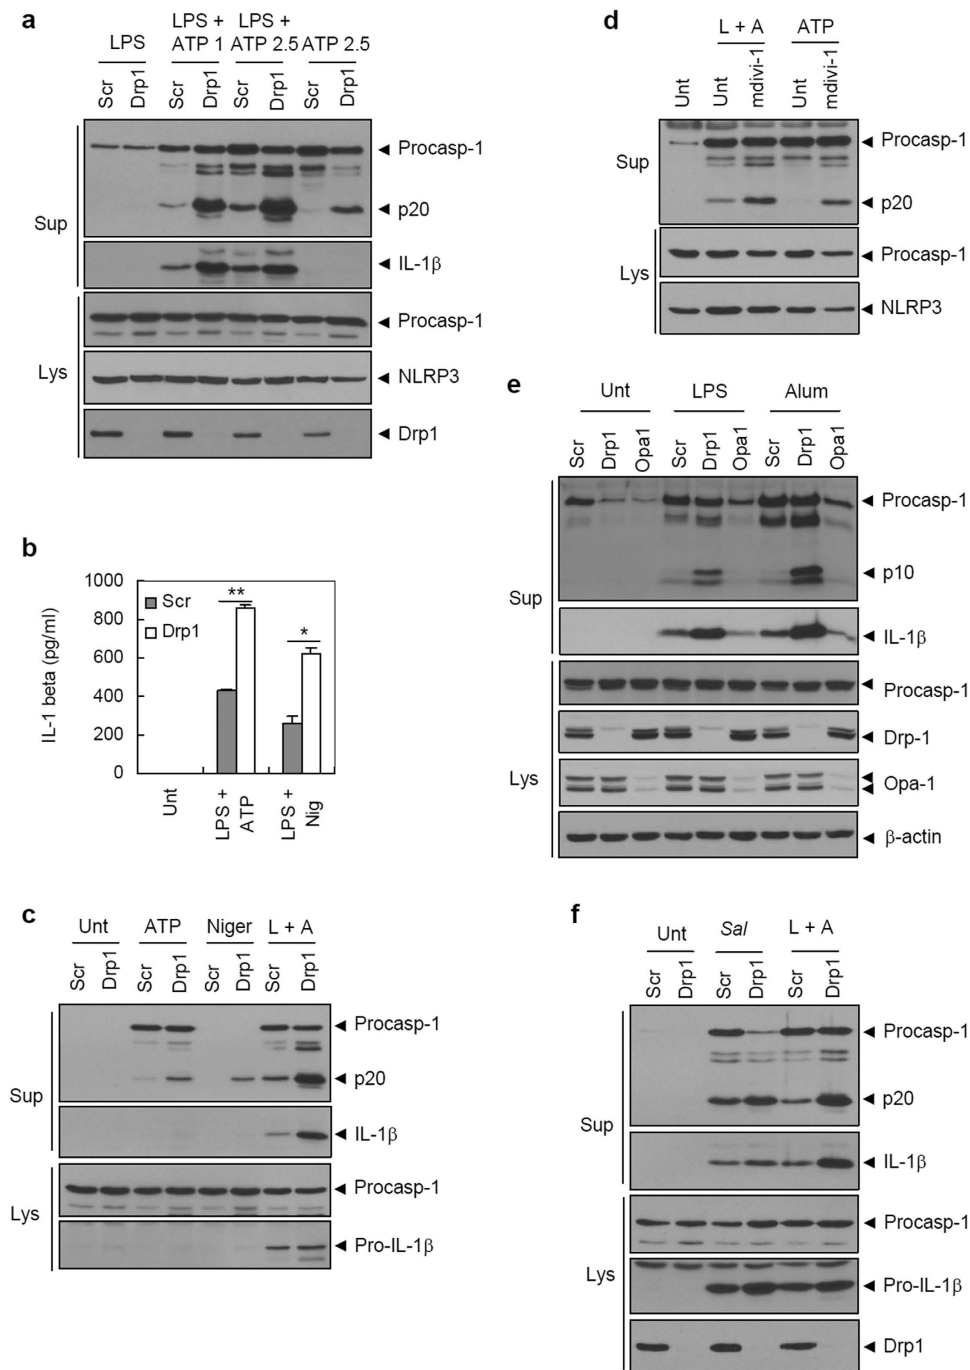 a
LPS
LPS +
ATP 1
LPS +
ATP 2.5
ATP 2.5
Scr
Drp1
Scr
Drp1
Scr
Drp1
Scr
Drp1
Sup
Procasp-1
p20
IL-1β
Lys
Procasp-1
NLRP3
Drp1
b
IL-1 beta (pg/ml)
1000
800
600
400
200
0
Scr
Drp1
**
*
Unt
LPS +
ATP
LPS +
Nig
c
Unt
ATP
Niger
L + A
Scr
Drp1
Scr
Drp1
Scr
Drp1
Scr
Drp1
Sup
Procasp-1
p20
IL-1β
Lys
Procasp-1
Pro-IL-1β
d
L + A
ATP
Unt
Unt
mdivi-1
Unt
mdivi-1
Sup
Procasp-1
p20
Lys
Procasp-1
NLRP3
e
Unt
LPS
Alum
Scr
Drp1
Opa1
Scr
Drp1
Opa1
Scr
Drp1
Opa1
Sup
Procasp-1
p10
IL-1β
Lys
Procasp-1
Drp-1
Opa-1
β-actin
f
Unt
Sal
L + A
Scr
Drp1
Scr
Drp1
Scr
Drp1
Sup
Procasp-1
p20
IL-1β
Lys
Procasp-1
Pro-IL-1β
Drp1